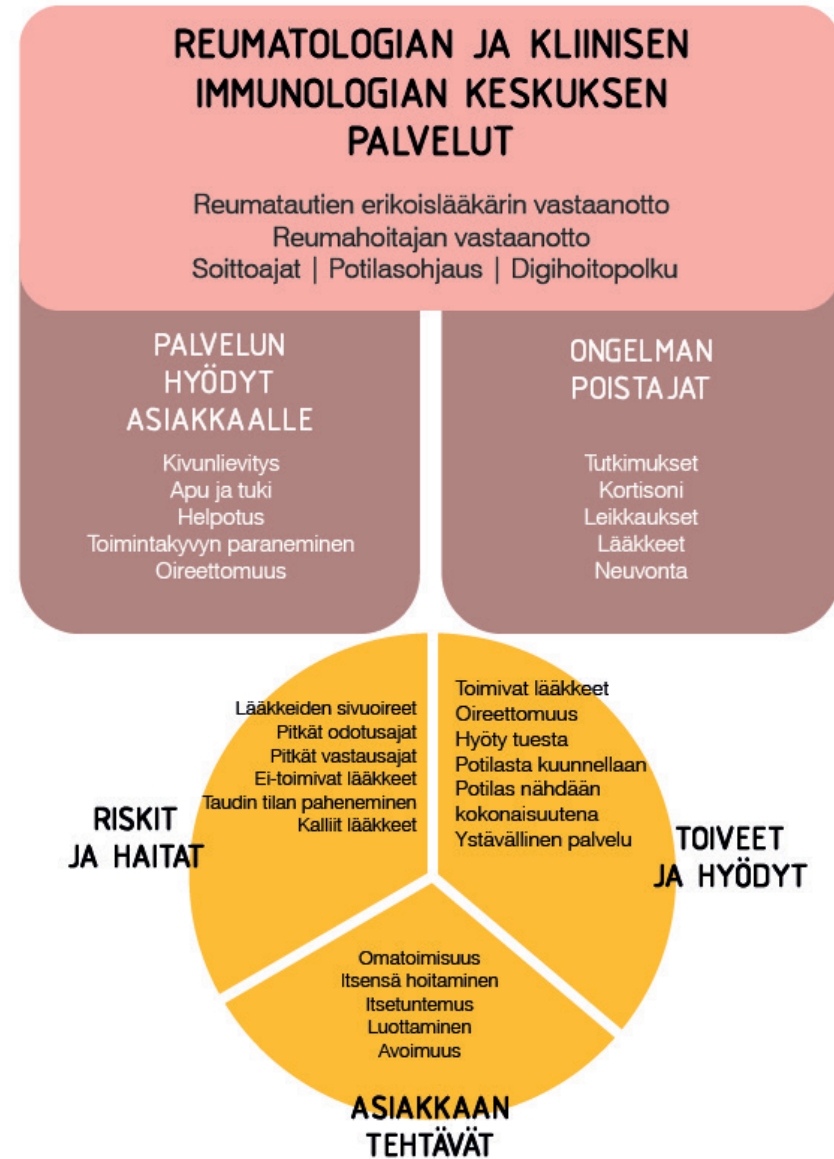 REUMATOLOGIAN JA KLIINISEN
IMMUNOLOGIAN KESKUKSEN
PALVELUT
Reumatautien erikoislääkärin vastaanotto
Reumahoitajan vastaanotto
Soittoajat | Potilasohjaus | Digihoitopolku
PALVELUN
HYÖDYT
ASIAKKAALLE
Kivunlievitys
Apu ja tuki
Helpotus
Toimintakyvyn paraneminen
Oireettomuus
ONGELMAN
POISTAJAT
Tutkimukset
Kortisoni
Leikkaukset
Lääkkeet
Neuvonta
RISKIT
JA HAITAT
Lääkkeiden sivuoireet
Pitkät odotusajat
Pitkät vastausajat
Ei-toimivat lääkkeet
Taudin tilan paheneminen
Kalliit lääkkeet
Toimivat lääkkeet
Oireettomuus
Hyöty tuesta
Potilasta kuunnellaan
Potilas nähdään
kokonaisuutena
Ystävällinen palvelu
TOIVEET
JA HYÖDYT
Omatoimisuus
Itsensä hoitaminen
Itsetuntemus
Luottaminen
Avoimuus
ASIAKKAAN
TEHTÄVÄT